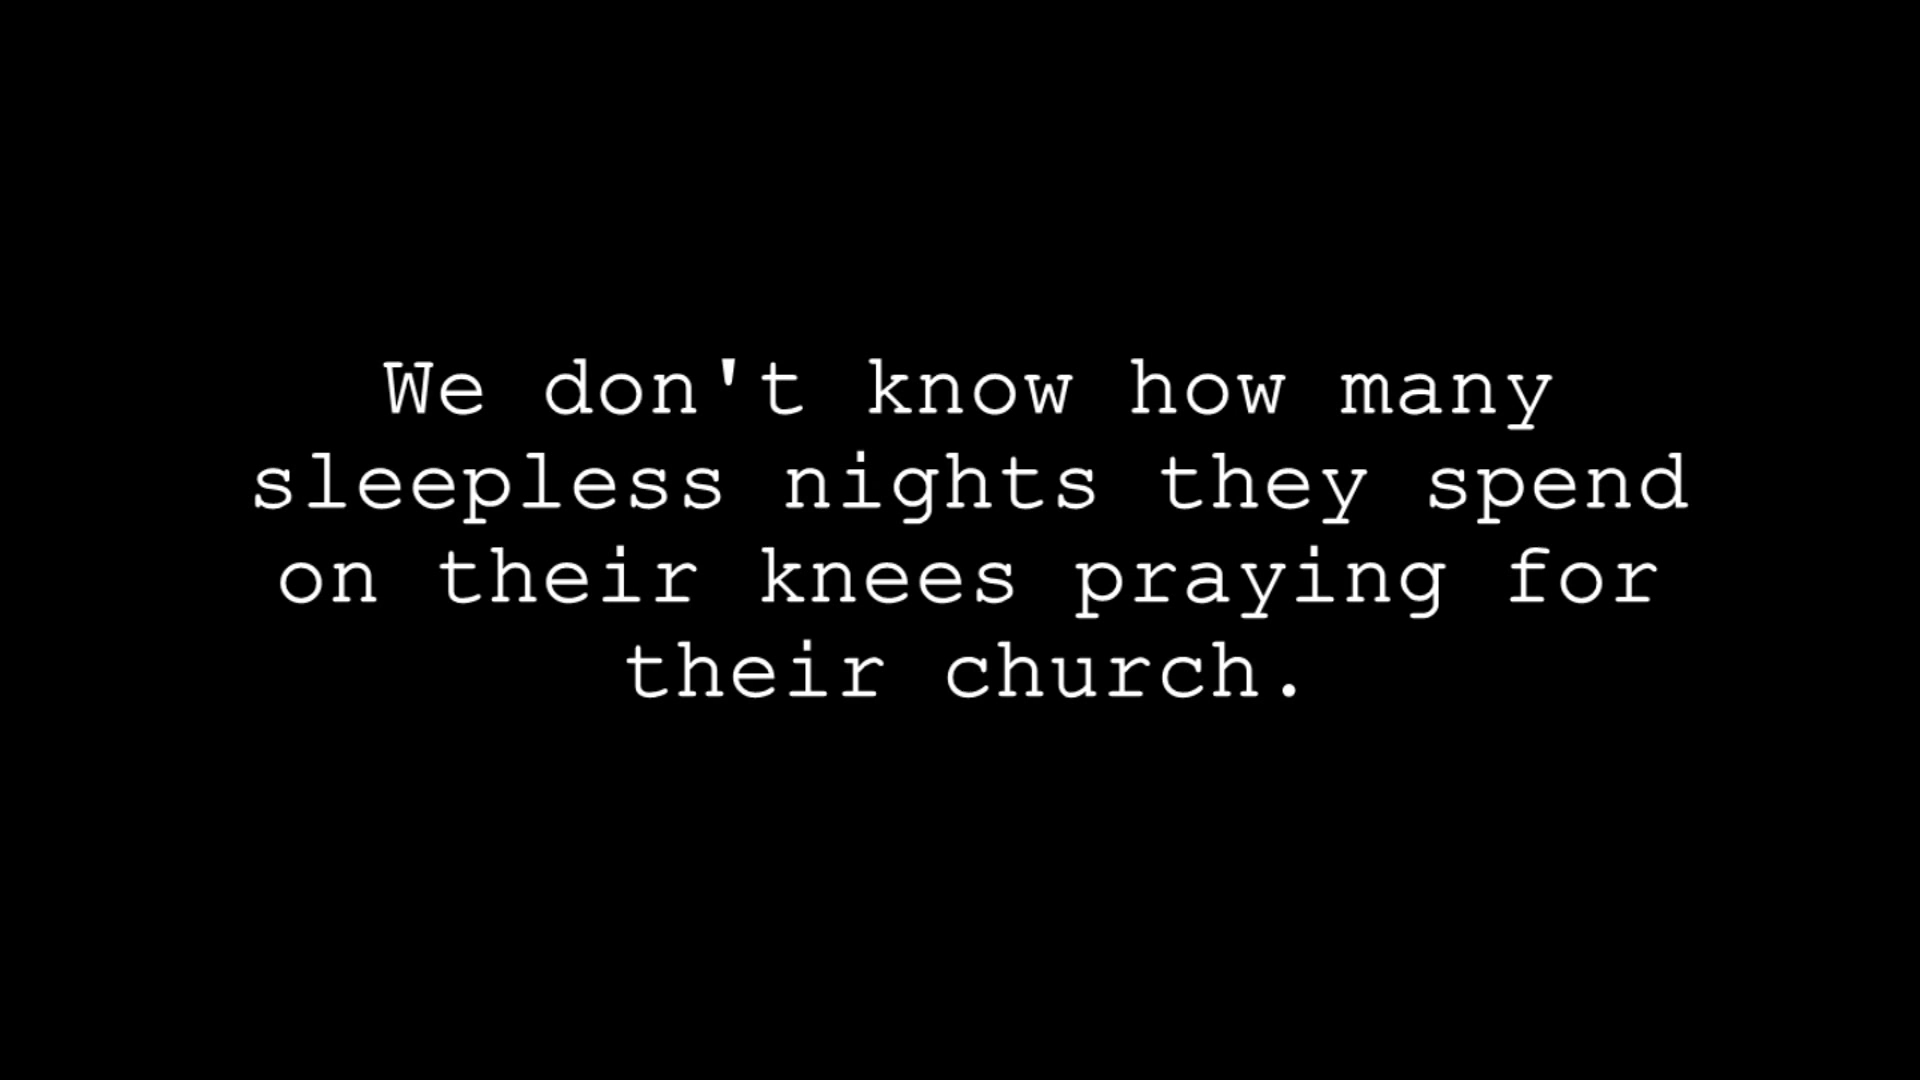 We don't know how many
sleepless nights they spend
on their knees praying for
their church.